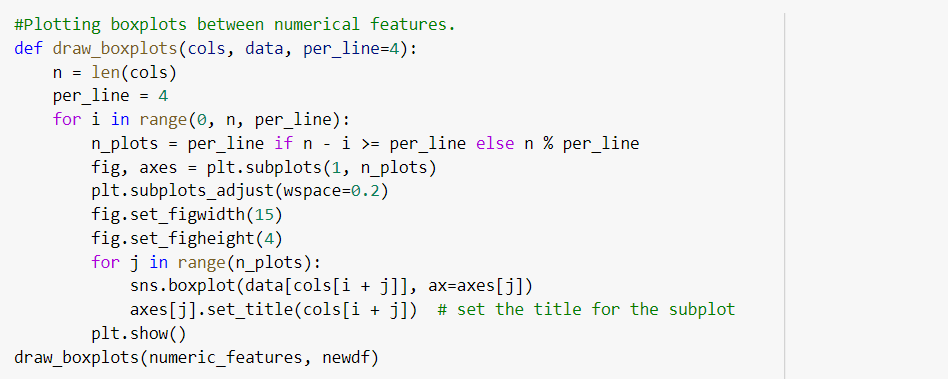 #Plotting boxplots between numerical features.
def draw_boxplots(cols, data, per_line=4):
    n = len(cols)
    per_line = 4
    for i in range(0, n, per_line):
        n_plots = per_line if n - i >= per_line else n % per_line
        fig, axes = plt.subplots(1, n_plots)
        plt.subplots_adjust(wspace=0.2)
        fig.set_figwidth(15)
        fig.set_figheight(4)
        for j in range(n_plots):
            sns.boxplot(data[cols[i + j]], ax=axes[j])
            axes[j].set_title(cols[i + j])  # set the title for the subplot
        plt.show()
draw_boxplots(numeric_features, newdf)